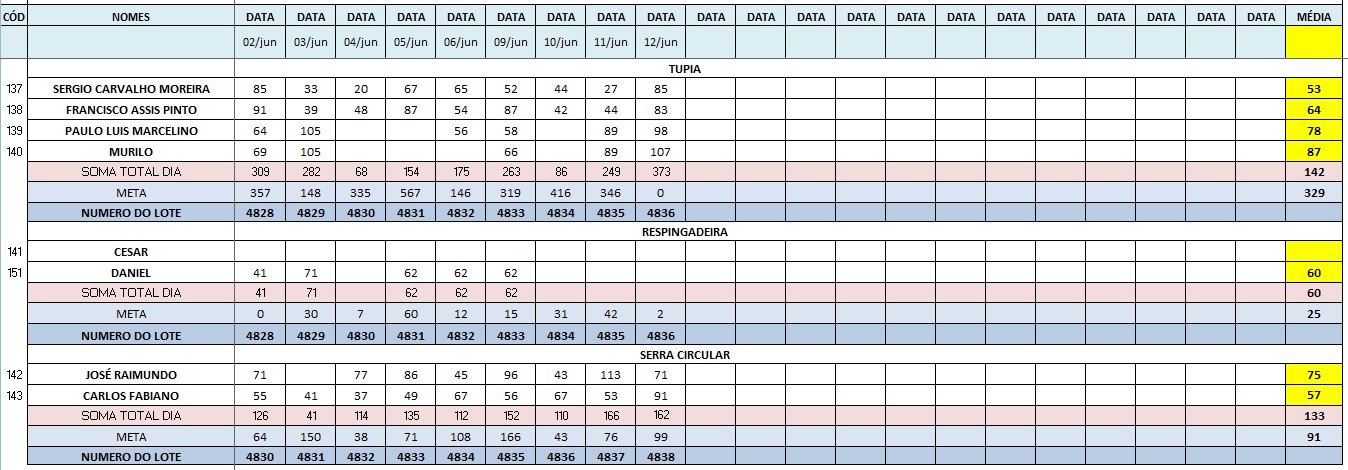 CÓD NOMES DATA DATA DATA DATA DATA DATA DATA DATA DATA DATA DATA DATA DATA DATA DATA DATA DATA DATA DATA DATA DATA MÉDIA
02/jun 03/jun 04/jun 05/jun 06/jun 09/jun 10/jun 11/jun 12/jun
TUPIA
137 SERGIO CARVALHO MOREIRA 85 33 20 67 65 52 44 27 85 53
138 FRANCISCO ASSIS PINTO 91 39 48 87 54 87 42 44 83 64
139 PAULO LUIS MARCELINO 64 105 56 58 89 98 78
140 MURILO 69 105 66 89 107 87
SOMA TOTAL DIA 309 282 68 154 175 263 86 249 373 142
META 357 148 335 567 146 319 416 346 0 329
NUMERO DO LOTE 4828 4829 4830 4831 4832 4833 4834 4835 4836
RESPINGADEIRA
141 CESAR
151 DANIEL 41 71 62 62 62 60
SOMA TOTAL DIA 41 71 62 62 62 60
META 0 30 7 60 12 15 31 42 2 25
NUMERO DO LOTE 4828 4829 4830 4831 4832 4833 4834 4835 4836
SERRA CIRCULAR
142 JOSÉ RAIMUNDO 71 77 86 45 96 43 113 71 75
143 CARLOS FABIANO 55 41 37 49 67 56 67 53 91 57
SOMA TOTAL DIA 126 41 114 135 112 152 110 166 162 133
META 64 150 38 71 108 166 43 76 99 91
NUMERO DO LOTE 4830 4831 4832 4833 4834 4835 4836 4837 4838